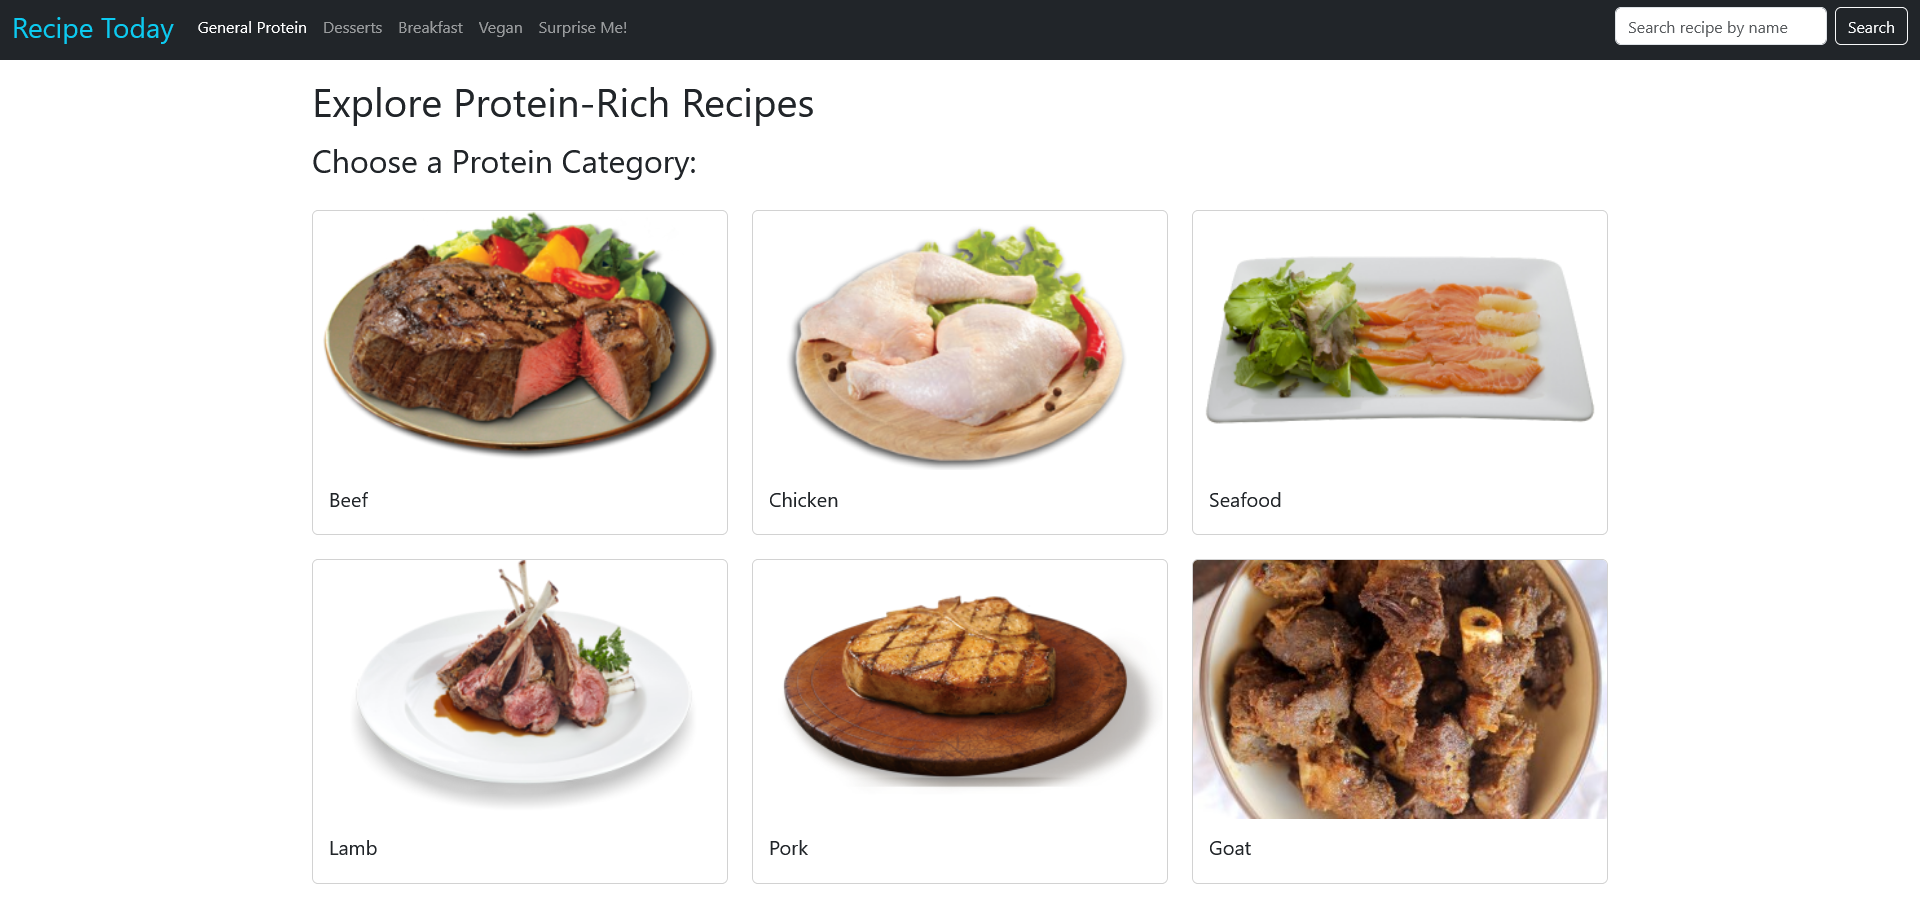 Recipe Today General Protein Desserts Breakfast Vegan Surprise Me! Search recipe by name Search
Explore Protein-Rich Recipes
Choose a Protein Category:
Beef Chicken Seafood
Lamb Pork Goat